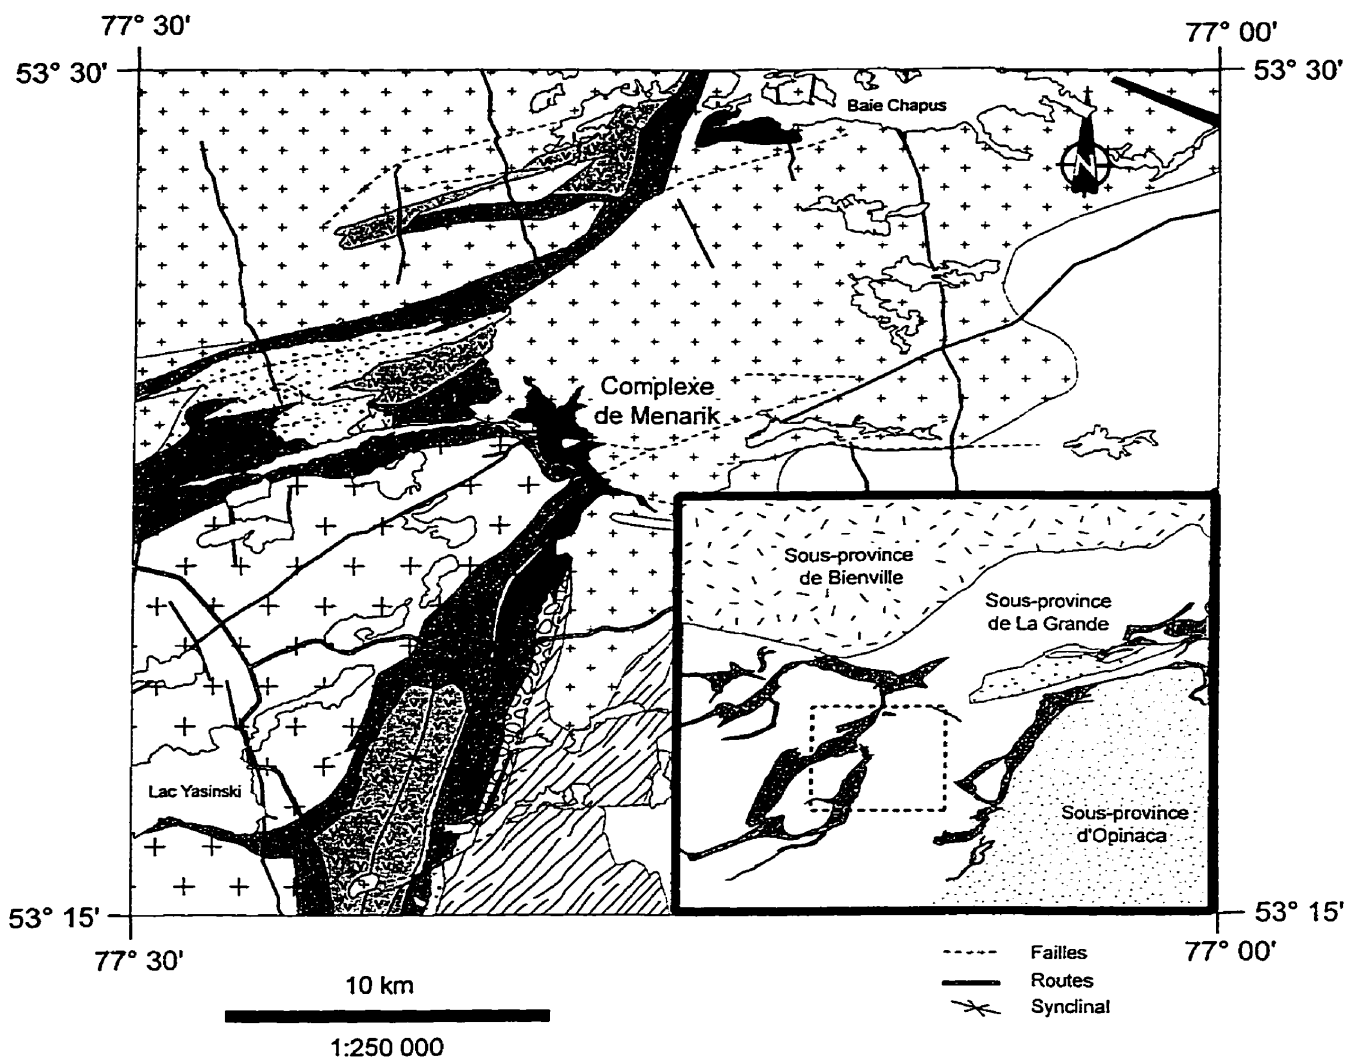 77° 30'
77° 00'
53° 30'
53° 30'
Baie Chapus
N
Complexe
de Menarik
Sous-province
de Bienville
Sous-province
de La Grande
Lac Yasinski
Sous-province
d'Opinaca
53° 15'
53° 15'
77° 30'
77° 00'
Failles
Routes
Synclinal
10 km
1:250 000